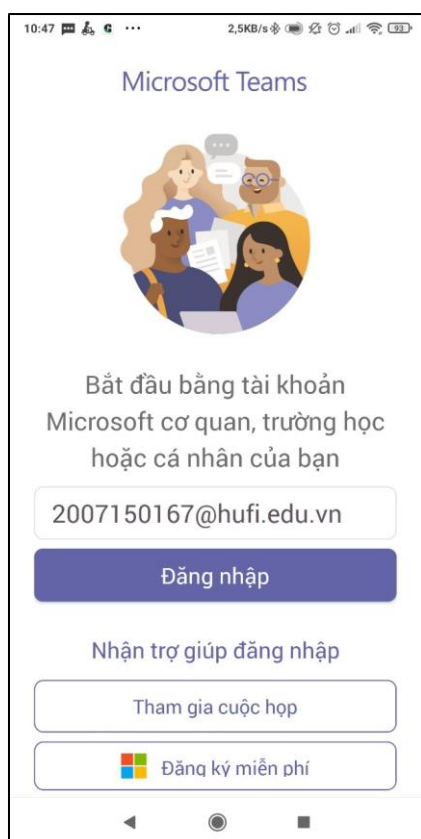 10:47 ... 2,5KB/s 93
Microsoft Teams
Bắt đầu bằng tài khoản
Microsoft cơ quan, trường học
hoặc cá nhân của bạn
2007150167@hufi.edu.vn
Đăng nhập
Nhận trợ giúp đăng nhập
Tham gia cuộc họp
Đăng ký miễn phí